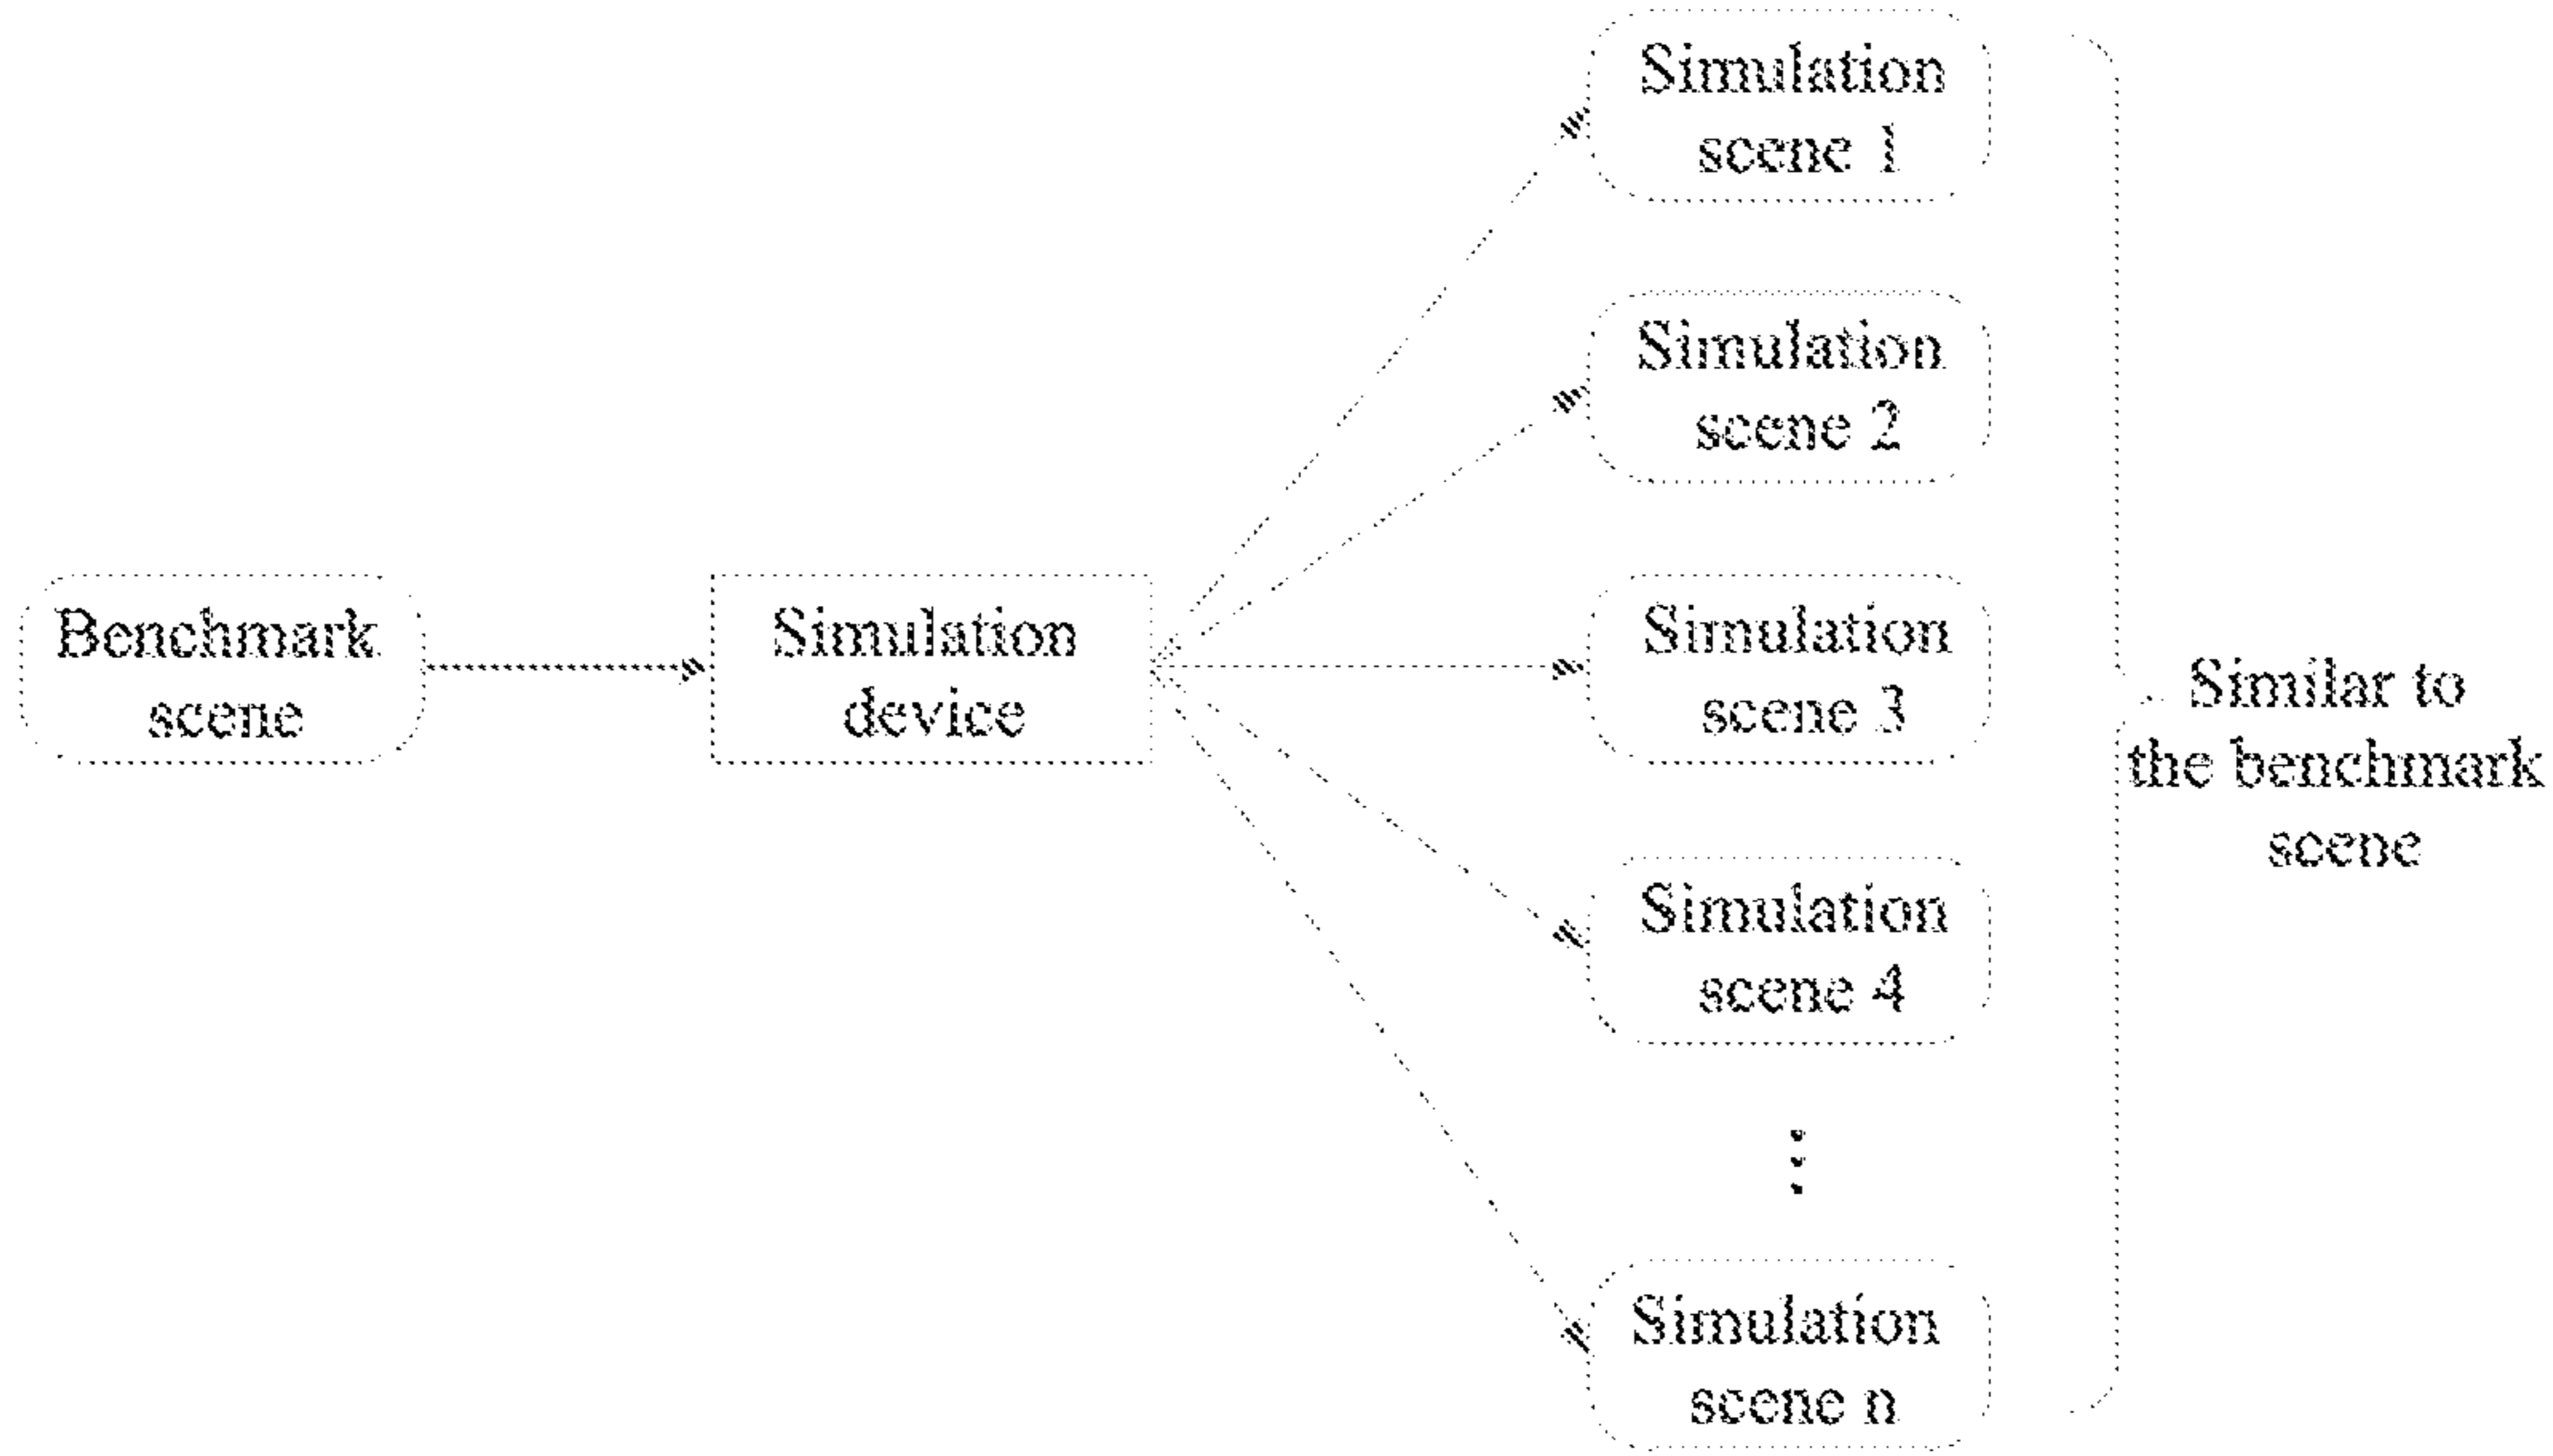 Benchmark
scene
Simulation
device
Simulation
scene 1
Simulation
scene 2
Simulation
scene 3
Simulation
scene 4
⋮
Simulation
scene n
Similar to
the benchmark
scene